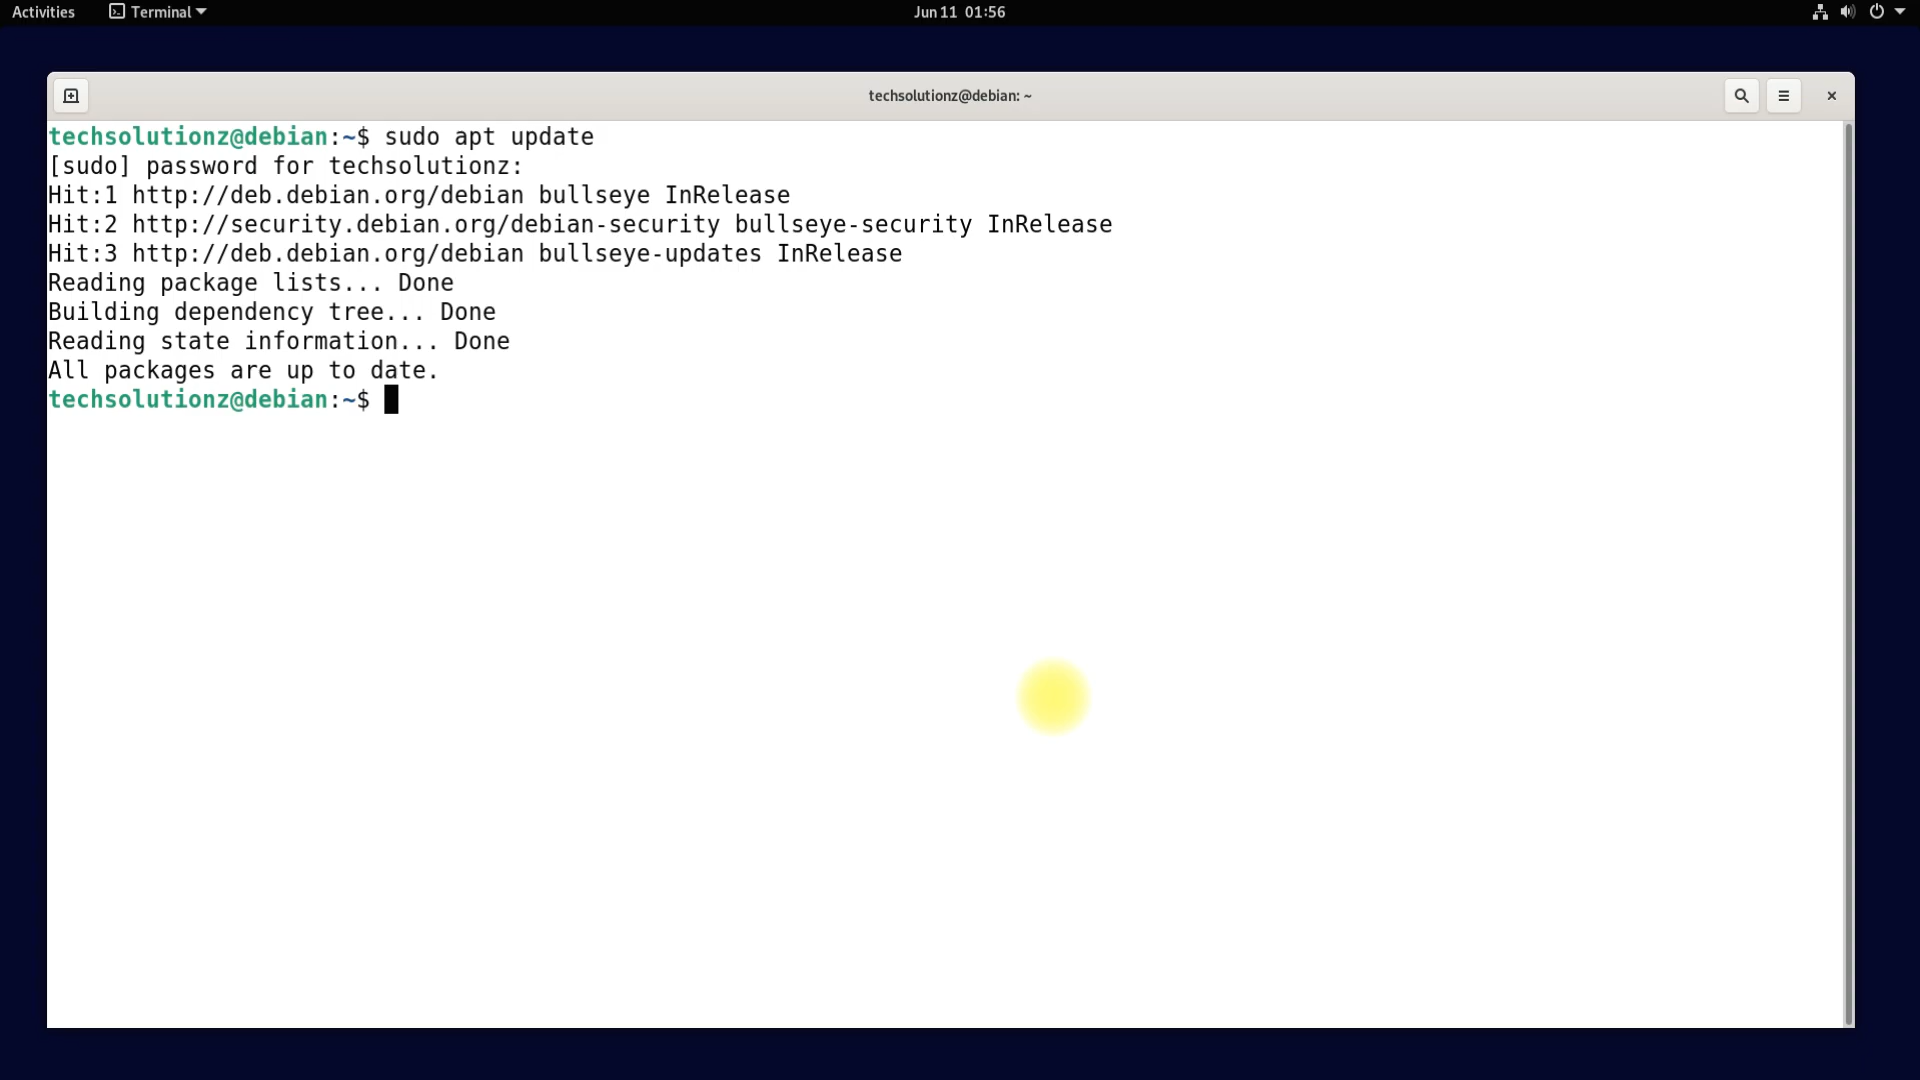 Activities
Terminal
Jun 11 01:56
techsolutionz@debian: ~
techsolutionz@debian:~$ sudo apt update
[sudo] password for techsolutionz:
Hit:1 http://deb.debian.org/debian bullseye InRelease
Hit:2 http://security.debian.org/debian-security bullseye-security InRelease
Hit:3 http://deb.debian.org/debian bullseye-updates InRelease
Reading package lists... Done
Building dependency tree... Done
Reading state information... Done
All packages are up to date.
techsolutionz@debian:~$